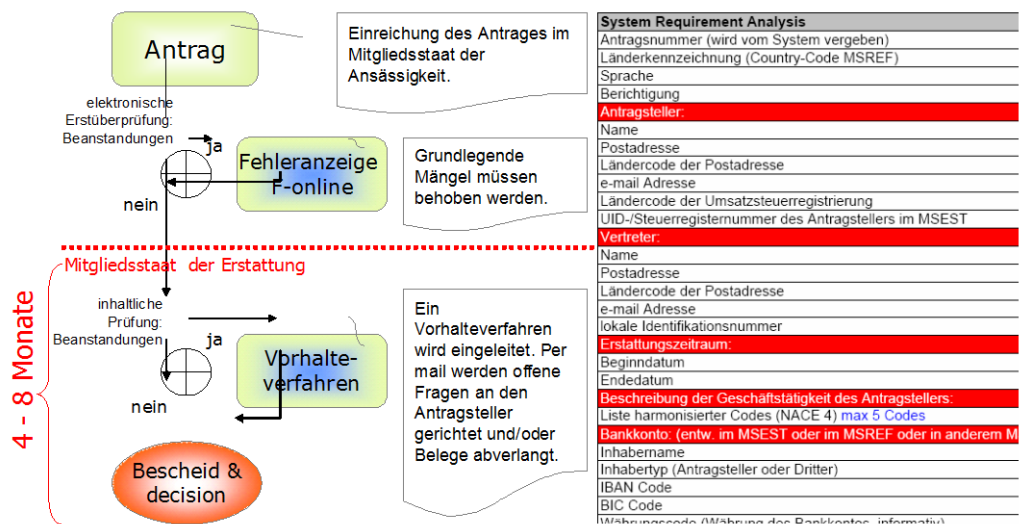 Antrag
Einreichung des Antrages im
Mitgliedsstaat der
Ansässigkeit.
elektronische
Erstüberprüfung:
Beanstandungen
ja
Fehleranzeige
F-online
Grundlegende
Mängel müssen
behoben werden.
nein
Mitgliedsstaat der Erstattung
4 - 8 Monate
inhaltliche
Prüfung:
Beanstandungen
ja
Vorhalte-
verfahren
Ein
Vorhalteverfahren
wird eingeleitet. Per
mail werden offene
Fragen an den
Antragsteller
gerichtet und/oder
Belege abverlangt.
nein
Bescheid &
decision
System Requirement Analysis
Antragsnummer (wird vom System vergeben)
Länderkennzeichnung (Country-Code MSREF)
Sprache
Berichtigung
Antragsteller:
Name
Postadresse
Ländercode der Postadresse
e-mail Adresse
Ländercode der Umsatzsteuerregistrierung
UID-/Steuerregisternummer des Antragstellers im MSEST
Vertreter:
Name
Postadresse
Ländercode der Postadresse
e-mail Adresse
lokale Identifikationsnummer
Erstattungszeitraum:
Beginndatum
Endedatum
Beschreibung der Geschäftstätigkeit des Antragstellers:
Liste harmonisierter Codes (NACE 4) max 5 Codes
Bankkonto: (entw. im MSEST oder im MSREF oder in anderem M
Inhabername
Inhabertyp (Antragsteller oder Dritter)
IBAN Code
BIC Code
Währungscode (Währung des Bankkontos, informativ)